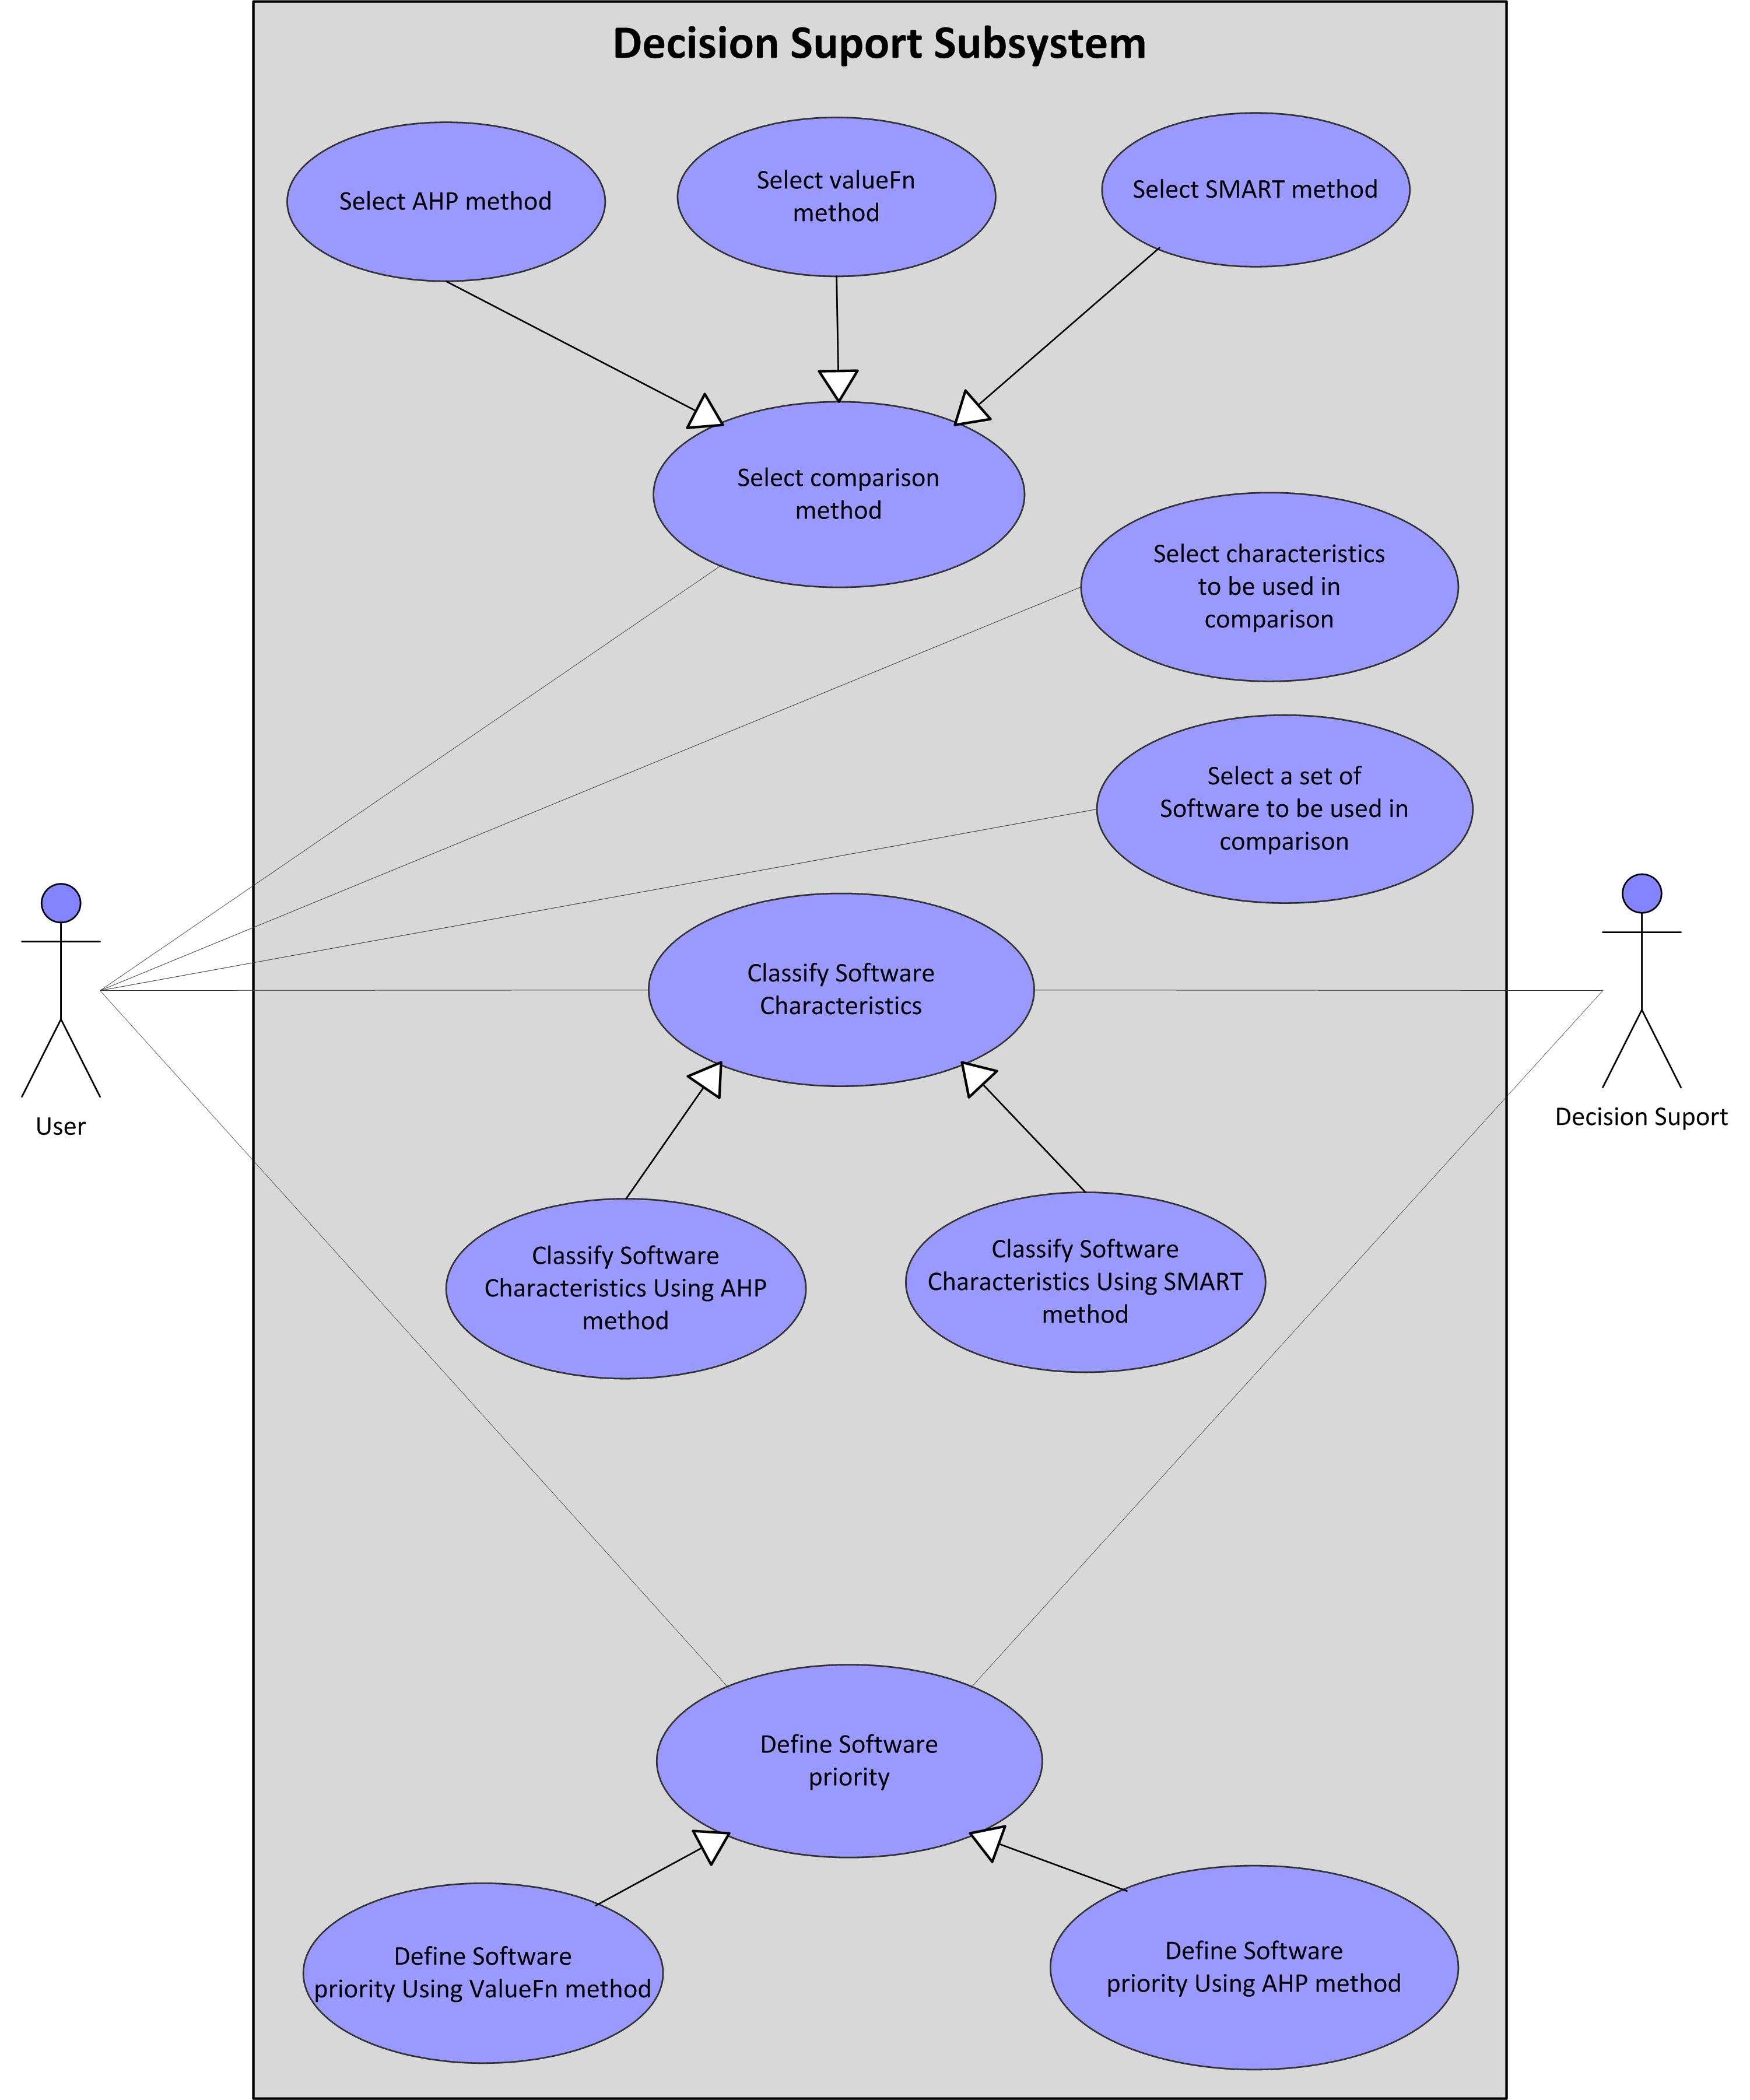 Decision Suport Subsystem
Select AHP method
Select valueFn
method
Select SMART method
Select comparison
method
Select characteristics
to be used in
comparison
Select a set of
Software to be used in
comparison
Classify Software
Characteristics
User
Decision Suport
Classify Software
Characteristics Using AHP
method
Classify Software
Characteristics Using SMART
method
Define Software
priority
Define Software
priority Using ValueFn method
Define Software
priority Using AHP method